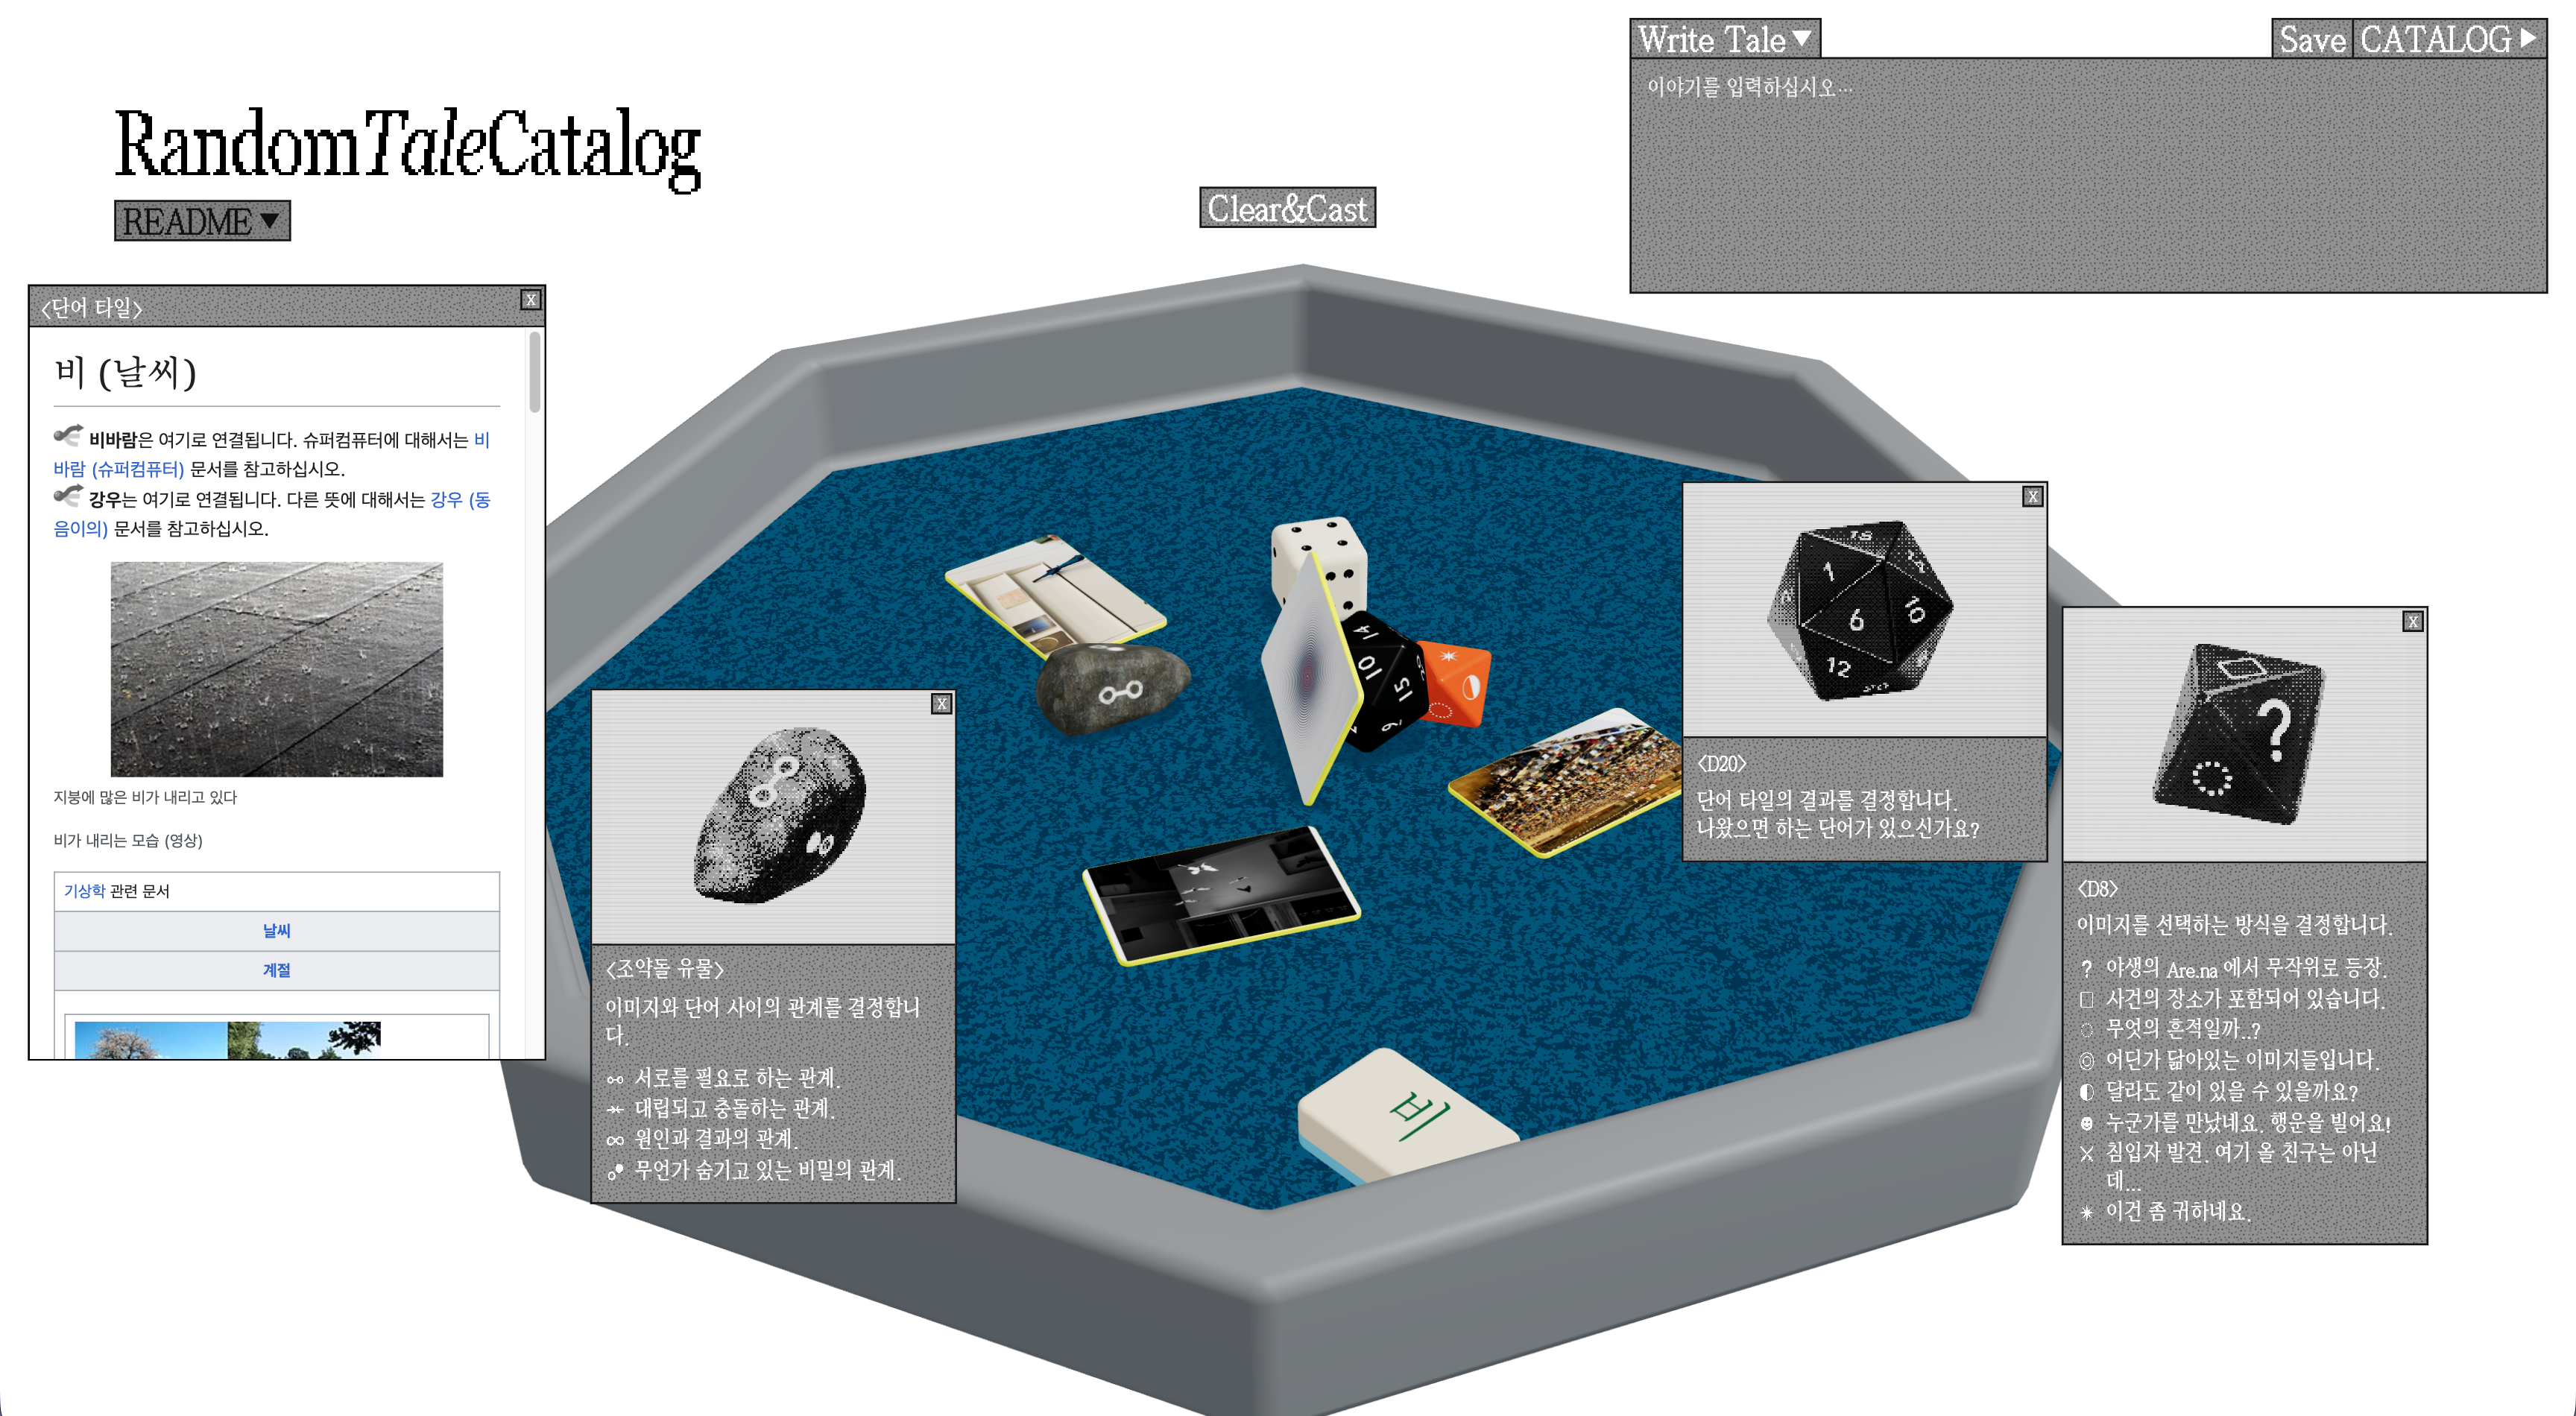 RandomTaleCatalog
README ▼
Clear&Cast
Write Tale ▼
Save
CATALOG ▶
이야기를 입력하십시오...
〈단어 타일〉
X
비 (날씨)
비바람은 여기로 연결됩니다. 슈퍼컴퓨터에 대해서는 비
바람 (슈퍼컴퓨터) 문서를 참고하십시오.
강우는 여기로 연결됩니다. 다른 뜻에 대해서는 강우 (동
음이의) 문서를 참고하십시오.
지붕에 많은 비가 내리고 있다
비가 내리는 모습 (영상)
기상학 관련 문서
날씨
계절
X
〈조약돌 유물〉
이미지와 단어 사이의 관계를 결정합니
다.
서로를 필요로 하는 관계.
대립되고 충돌하는 관계.
∞ 원인과 결과의 관계.
무언가 숨기고 있는 비밀의 관계.
14
10
15
비
X
1
6
10
12
〈D20〉
단어 타일의 결과를 결정합니다.
나왔으면 하는 단어가 있으신가요?
X
?
〈D8〉
이미지를 선택하는 방식을 결정합니다.
? 야생의 Are.na 에서 무작위로 등장.
□ 사건의 장소가 포함되어 있습니다.
◌ 무엇의 흔적일까..?
◎ 어딘가 닮아있는 이미지들입니다.
◐ 달라도 같이 있을 수 있을까요?
☻ 누군가를 만났네요. 행운을 빌어요!
⚔ 침입자 발견. 여기 올 친구는 아닌
데...
✴ 이건 좀 귀하네요.